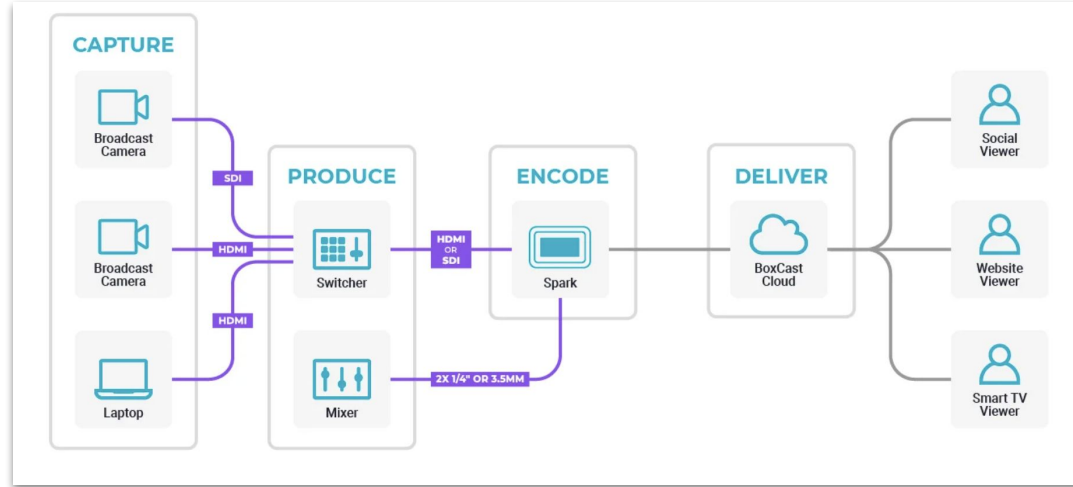 CAPTURE
Broadcast
Camera
SDI
Broadcast
Camera
HDMI
HDMI
Laptop
PRODUCE
Switcher
Mixer
HDMI
OR
SDI
2X 1/4" OR 3.5MM
ENCODE
Spark
DELIVER
BoxCast
Cloud
Social
Viewer
Website
Viewer
Smart TV
Viewer